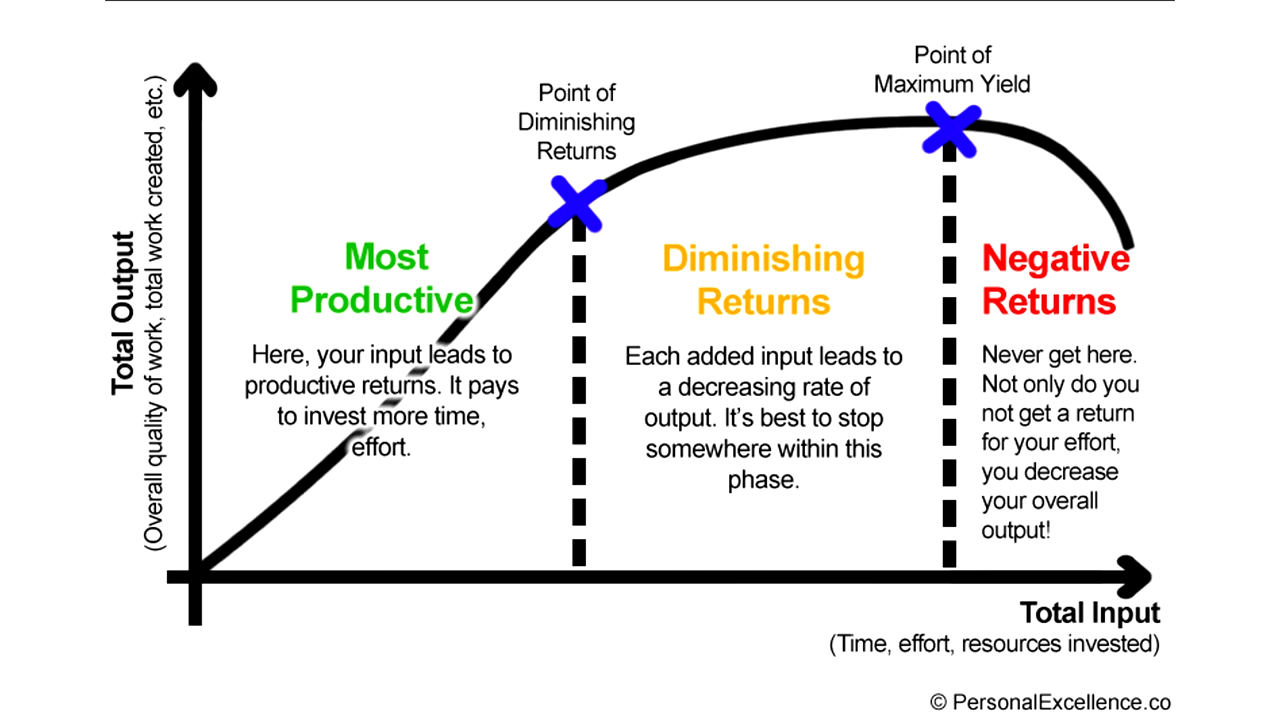 Point of
Maximum Yield
Point of
Diminishing
Returns
Total Output
(Overall quality of work, total work created, etc.)
Most
Productive
Here, your input leads to
productive returns. It pays
to invest more time,
effort.
Diminishing
Returns
Each added input leads to
a decreasing rate of
output. It's best to stop
somewhere within this
phase.
Negative
Returns
Never get here.
Not only do you
not get a return
for your effort,
you decrease
your overall
output!
Total Input
(Time, effort, resources invested)
© PersonalExcellence.co